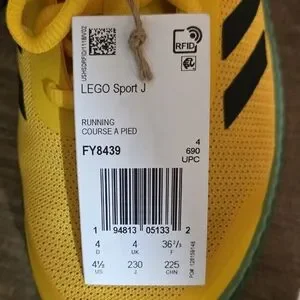 RFID
LEGO Sport J
RUNNING
COURSE A PIED
FY8439
4
690
UPC
1 94813 05133 2
4 4 36²/³ 4½ 230 225
D UK F US J CHN